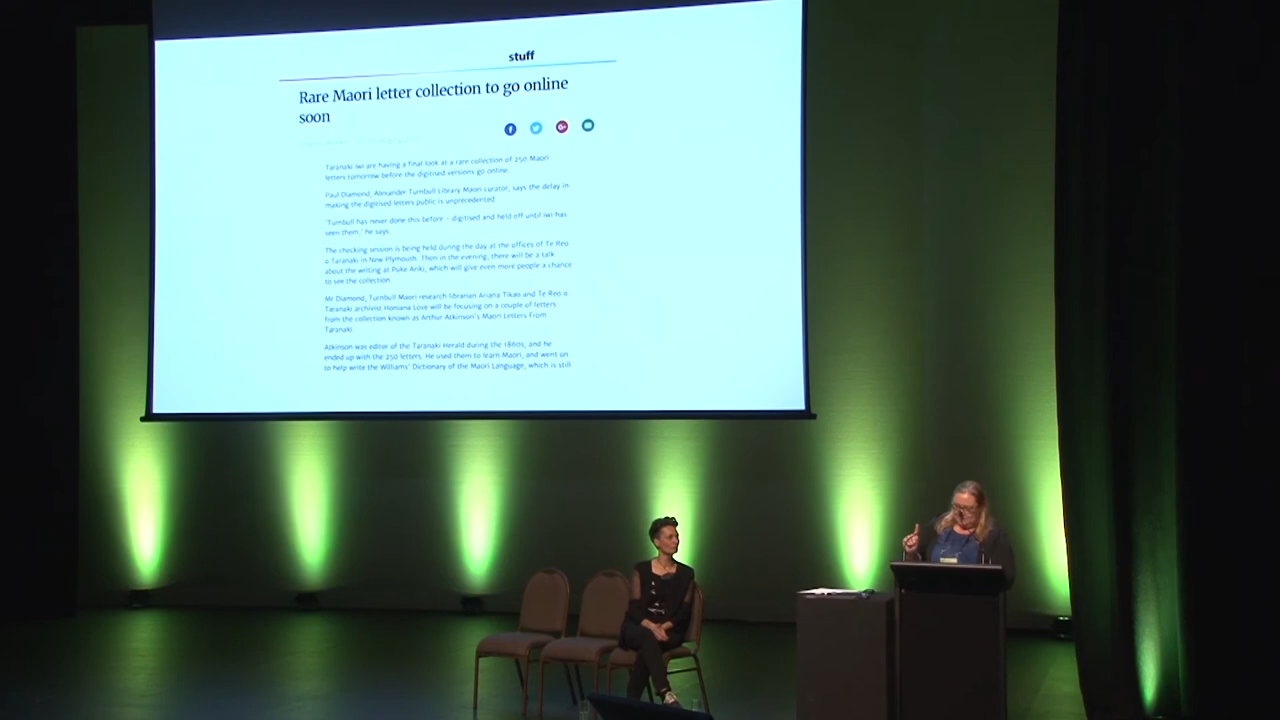 stuff
Rare Maori letter collection to go online
soon
Taranaki iwi are having a final look at a rare collection of 250 Maori
letters tomorrow before the digitised versions go online.
Paul Diamond, Alexander Turnbull Library Maori curator, says the delay in
making the digitised letters public is unprecedented.
'Turnbull has never done this before - digitised and held off until iwi has
seen them,' he says.
The checking session is being held during the day at the offices of Te Reo
o Taranaki in New Plymouth. Then in the evening, there will be a talk
about the writing at Puke Ariki, which will give even more people a chance
to see the collection.
Mr Diamond, Turnbull Maori research librarian Ariana Tikao and Te Reo o
Taranaki archivist Honiana Love will be focusing on a couple of letters
from the collection known as Arthur Atkinson's Maori Letters From
Taranaki.
Atkinson was editor of the Taranaki Herald during the 1860s, and he
ended up with the 250 letters. He used them to learn Maori, and went on
to help write the Williams' Dictionary of the Maori Language, which is still